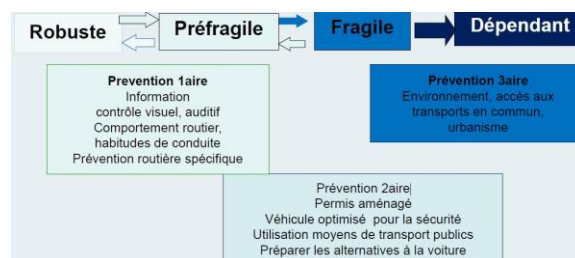 Robuste
Préfragile
Fragile
Dépendant
Prevention 1aire
Information
contrôle visuel, auditif
Comportement routier,
habitudes de conduite
Prévention routière spécifique
Prévention 3aire
Environnement, accès aux
transports en commun,
urbanisme
Prévention 2aire
Permis aménagé
Véhicule optimisé pour la sécurité
Utilisation moyens de transport publics
Préparer les alternatives à la voiture